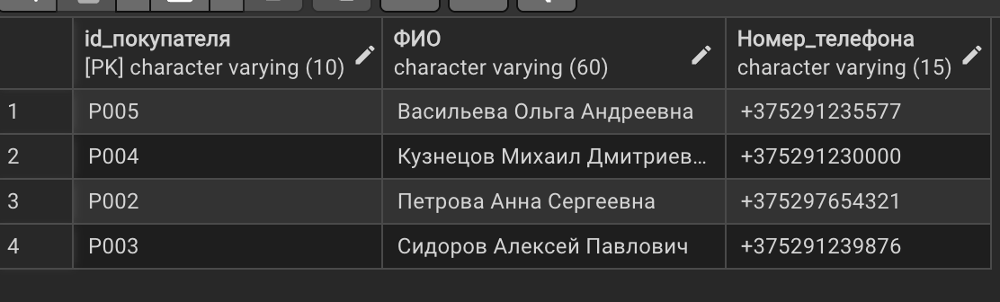 id_покупателя ФИО Номер_телефона
[PK] character varying (10) character varying (60) character varying (15)
1 P005 Васильева Ольга Андреевна +375291235577
2 P004 Кузнецов Михаил Дмитриев… +375291230000
3 P002 Петрова Анна Сергеевна +375297654321
4 P003 Сидоров Алексей Павлович +375291239876